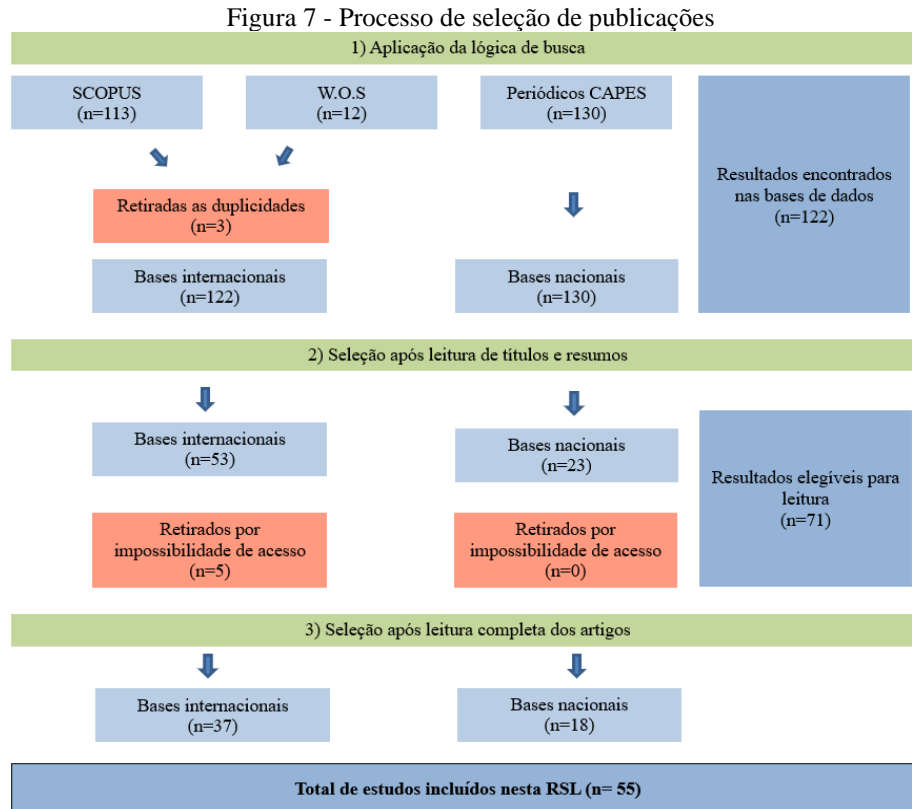 Figura 7 - Processo de seleção de publicações
1) Aplicação da lógica de busca
SCOPUS
(n=113)
W.O.S
(n=12)
Periódicos CAPES
(n=130)
Resultados encontrados
nas bases de dados
(n=122)
Retiradas as duplicidades
(n=3)
Bases internacionais
(n=122)
Bases nacionais
(n=130)
2) Seleção após leitura de títulos e resumos
Bases internacionais
(n=53)
Bases nacionais
(n=23)
Resultados elegíveis para
leitura
(n=71)
Retirados por
impossibilidade de acesso
(n=5)
Retirados por
impossibilidade de acesso
(n=0)
3) Seleção após leitura completa dos artigos
Bases internacionais
(n=37)
Bases nacionais
(n=18)
Total de estudos incluídos nesta RSL (n= 55)